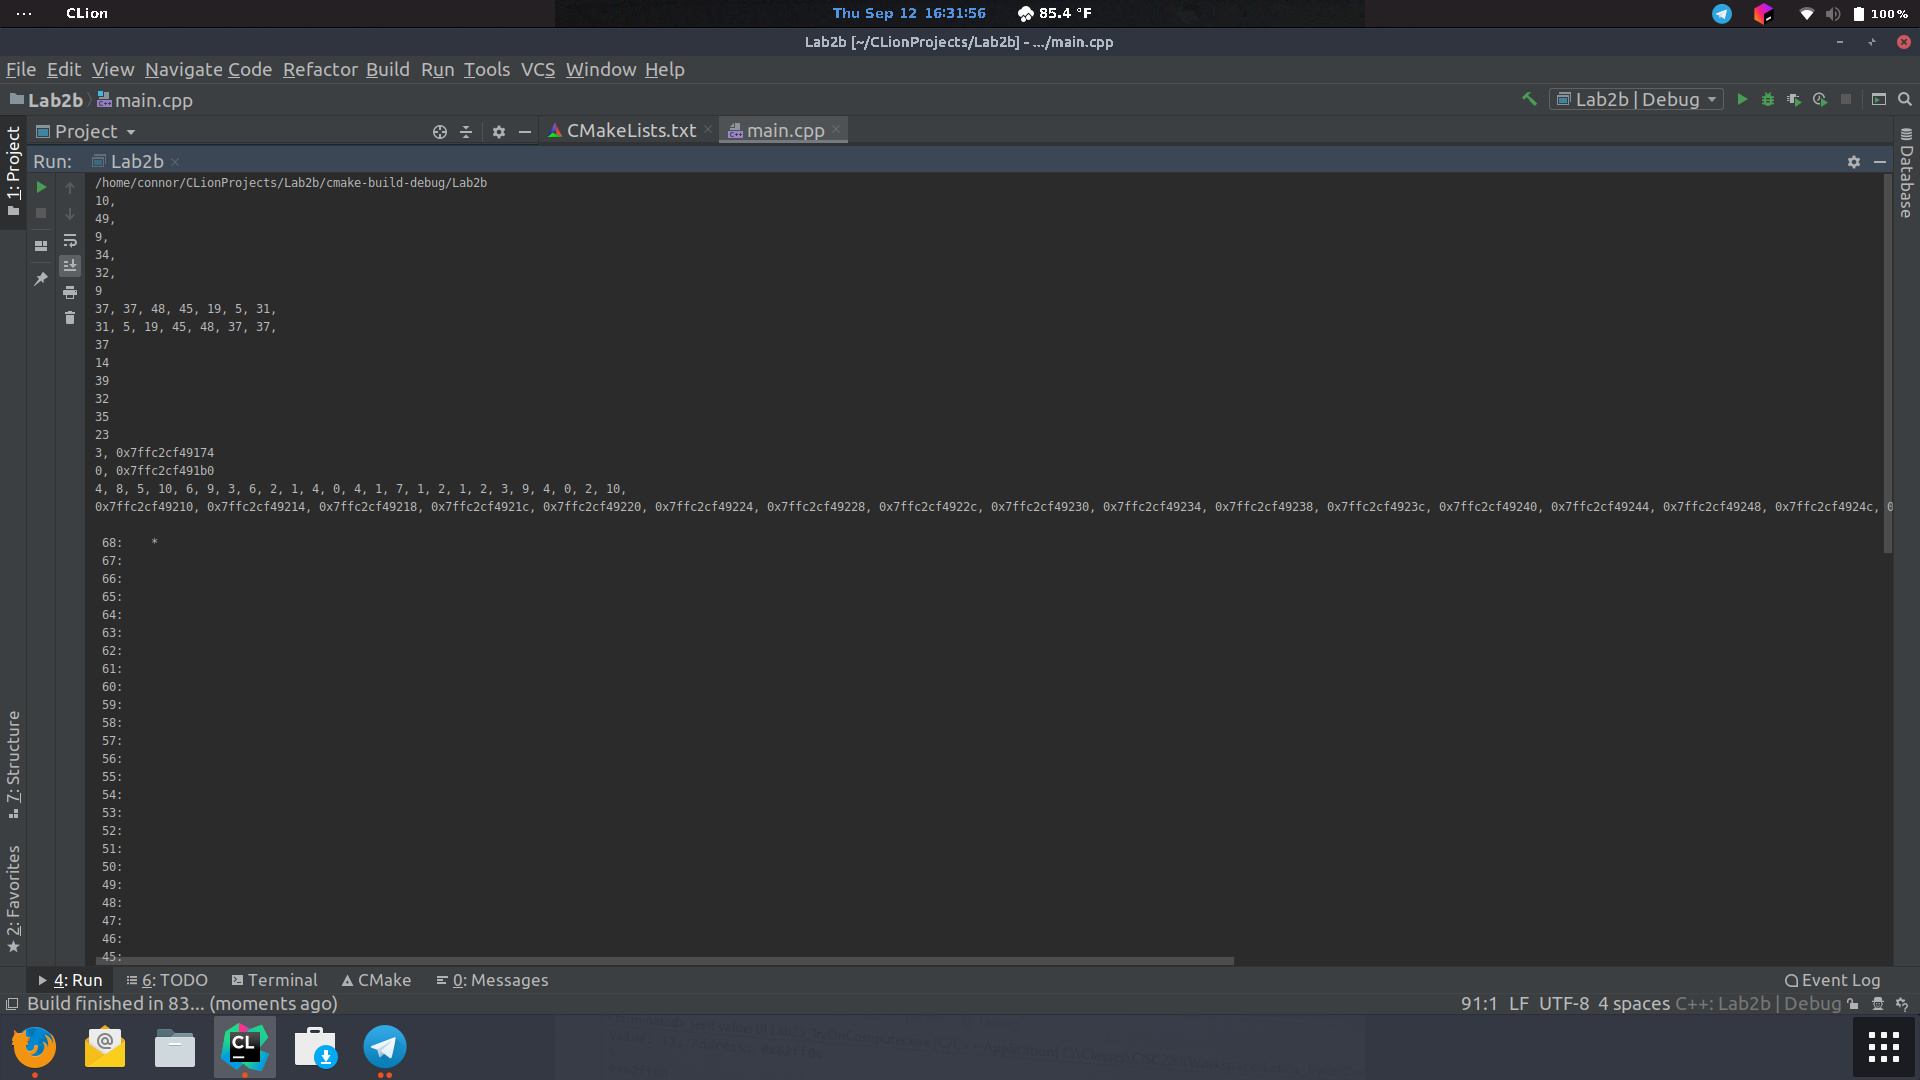 CLion
Thu Sep 12 16:31:56
85.4 °F
100%
Lab2b [~/CLionProjects/Lab2b] - .../main.cpp
File Edit View Navigate Code Refactor Build Run Tools VCS Window Help
Lab2b main.cpp
Lab2b | Debug
Project
CMakeLists.txt
main.cpp
1: Project
Database
Run: Lab2b
/home/connor/CLionProjects/Lab2b/cmake-build-debug/Lab2b
10,
49,
9,
34,
32,
9
37, 37, 48, 45, 19, 5, 31,
31, 5, 19, 45, 48, 37, 37,
37
14
39
32
35
23
3, 0x7ffc2cf49174
0, 0x7ffc2cf491b0
4, 8, 5, 10, 6, 9, 3, 6, 2, 1, 4, 0, 4, 1, 7, 1, 2, 1, 2, 3, 9, 4, 0, 2, 10,
0x7ffc2cf49210, 0x7ffc2cf49214, 0x7ffc2cf49218, 0x7ffc2cf4921c, 0x7ffc2cf49220, 0x7ffc2cf49224, 0x7ffc2cf49228, 0x7ffc2cf4922c, 0x7ffc2cf49230, 0x7ffc2cf49234, 0x7ffc2cf49238, 0x7ffc2cf4923c, 0x7ffc2cf49240, 0x7ffc2cf49244, 0x7ffc2cf49248, 0x7ffc2cf4924c, 0
68: *
67:
66:
65:
64:
63:
62:
61:
60:
59:
58:
57:
56:
55:
54:
53:
52:
51:
50:
49:
48:
47:
46:
45:
7: Structure
2: Favorites
4: Run 6: TODO Terminal CMake 0: Messages
Event Log
Build finished in 83... (moments ago)
91:1 LF UTF-8 4 spaces C++: Lab2b | Debug
CL